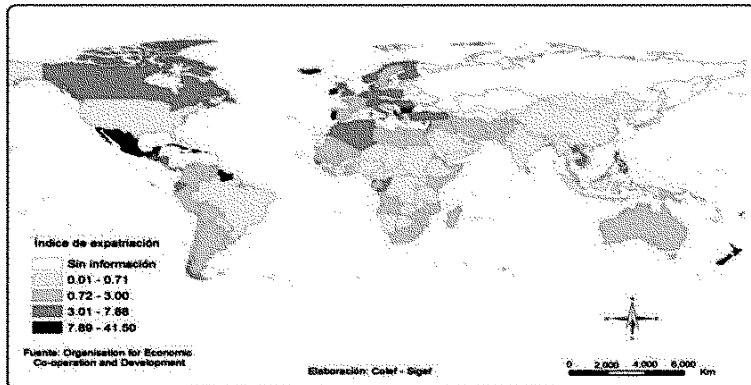 Índice de expatriación
Sin información
0.01 - 0.71
0.72 - 3.00
3.01 - 7.88
7.89 - 41.50
Fuente: Organisation for Economic
Co-operation and Development
Elaboración: Colef - Sigef
0 2,000 4,000 6,000
Km